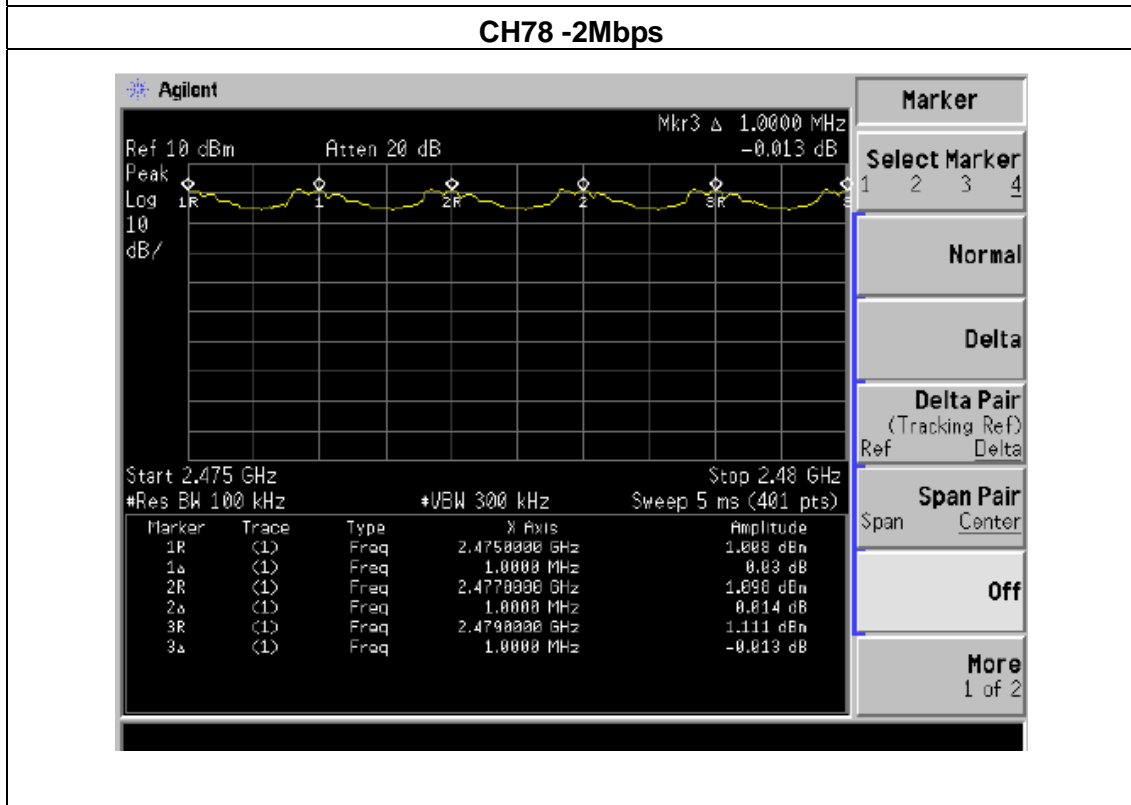 CH78 -2Mbps
Agilent
Marker
Mkr3 Δ 1.0000 MHz
Ref 10 dBm Atten 20 dB -0.013 dB
Peak
Log
10
dB/
1R 1 2R 2 3R 3
Start 2.475 GHz Stop 2.48 GHz
#Res BW 100 kHz #VBW 300 kHz Sweep 5 ms (401 pts)
Marker Trace Type X Axis Amplitude
1R (1) Freq 2.4750000 GHz 1.008 dBm
1Δ (1) Freq 1.0000 MHz 0.03 dB
2R (1) Freq 2.4770000 GHz 1.098 dBm
2Δ (1) Freq 1.0000 MHz 0.014 dB
3R (1) Freq 2.4790000 GHz 1.111 dBm
3Δ (1) Freq 1.0000 MHz -0.013 dB
Select Marker
1 2 3 4
Normal
Delta
Delta Pair
(Tracking Ref)
Ref Delta
Span Pair
Span Center
Off
More
1 of 2